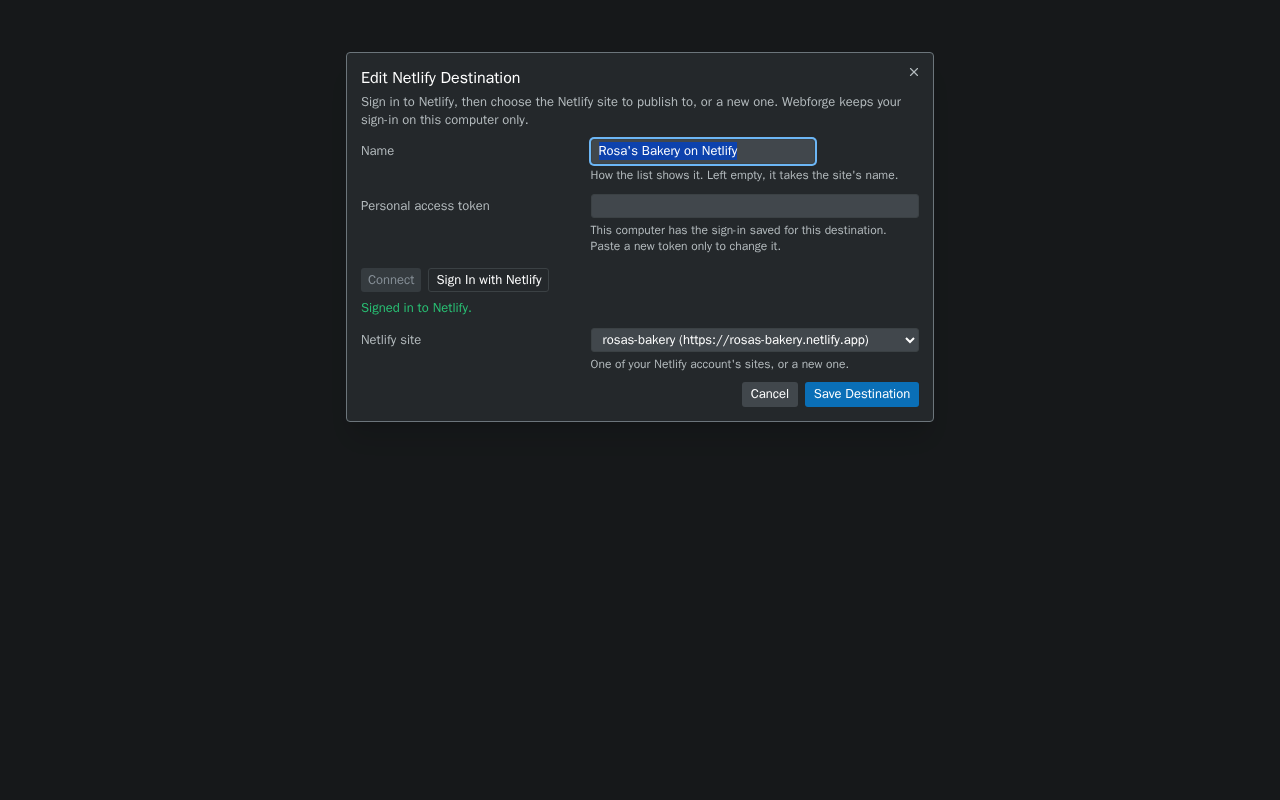 Edit Netlify Destination
×
Sign in to Netlify, then choose the Netlify site to publish to, or a new one. Webforge keeps your
sign-in on this computer only.
Name
Rosa's Bakery on Netlify
How the list shows it. Left empty, it takes the site's name.
Personal access token
This computer has the sign-in saved for this destination.
Paste a new token only to change it.
Connect
Sign In with Netlify
Signed in to Netlify.
Netlify site
rosas-bakery (https://rosas-bakery.netlify.app)
One of your Netlify account's sites, or a new one.
Cancel
Save Destination